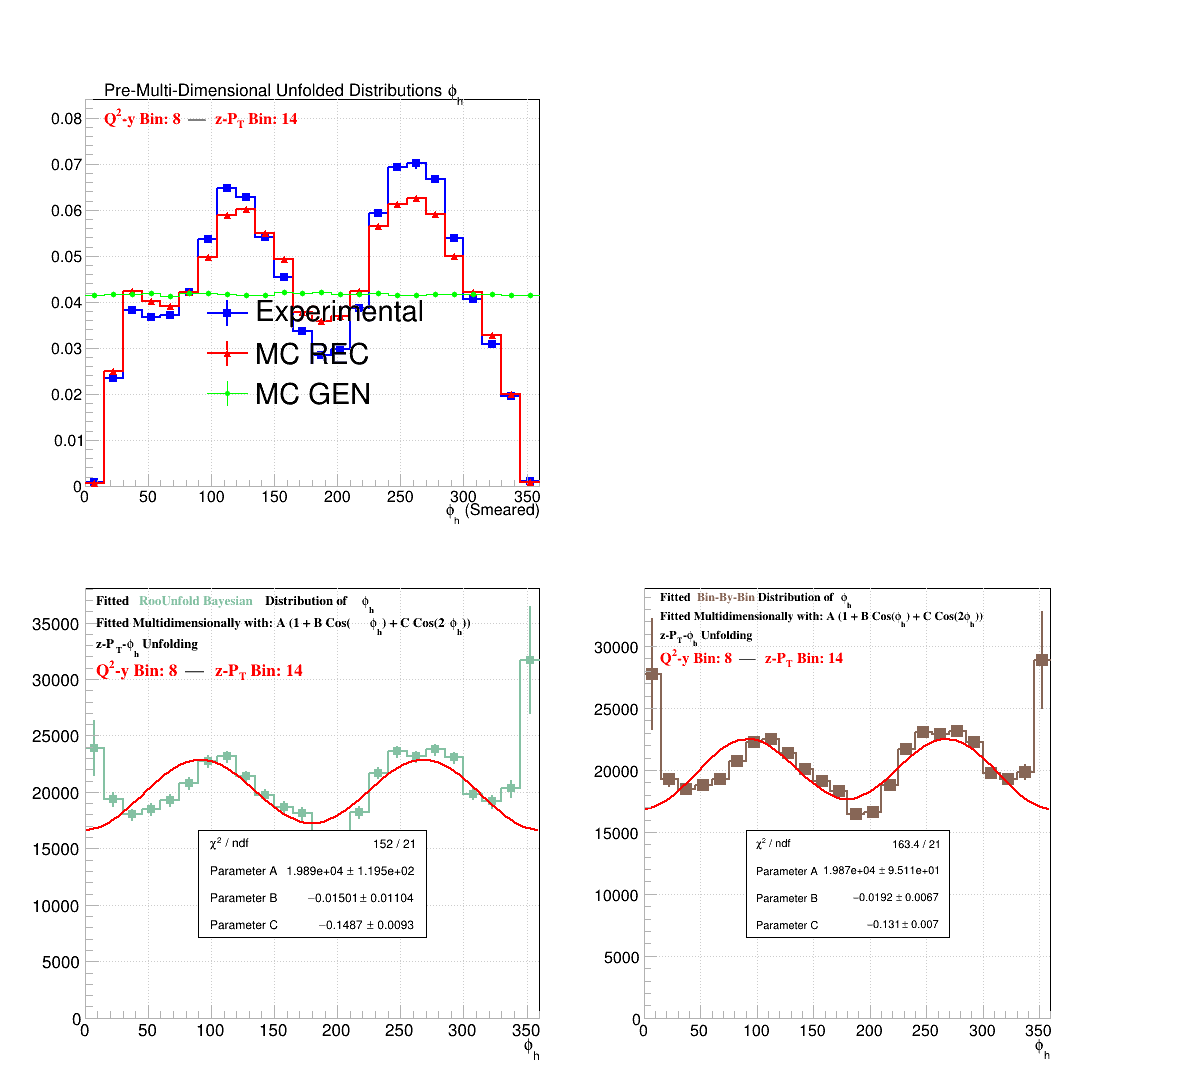 Pre-Multi-Dimensional Unfolded Distributions ϕh
Q²-y Bin: 8 — z-PT Bin: 14
0.08
0.07
0.06
0.05
0.04
0.03
0.02
0.01
0
Experimental
MC REC
MC GEN
0 50 100 150 200 250 300 350
ϕh (Smeared)
Fitted RooUnfold Bayesian Distribution of ϕh
Fitted Multidimensionally with: A (1 + B Cos( ϕh) + C Cos(2 ϕh))
z-PT-ϕh Unfolding
Q²-y Bin: 8 — z-PT Bin: 14
35000
30000
25000
20000
15000
10000
5000
0
χ² / ndf 152 / 21
Parameter A 1.989e+04 ± 1.195e+02
Parameter B −0.01501 ± 0.01104
Parameter C −0.1487 ± 0.0093
0 50 100 150 200 250 300 350
ϕh
Fitted Bin-By-Bin Distribution of ϕh
Fitted Multidimensionally with: A (1 + B Cos(ϕh) + C Cos(2ϕh))
z-PT-ϕh Unfolding
Q²-y Bin: 8 — z-PT Bin: 14
30000
25000
20000
15000
10000
5000
0
χ² / ndf 163.4 / 21
Parameter A 1.987e+04 ± 9.511e+01
Parameter B −0.0192 ± 0.0067
Parameter C −0.131 ± 0.007
0 50 100 150 200 250 300 350
ϕh